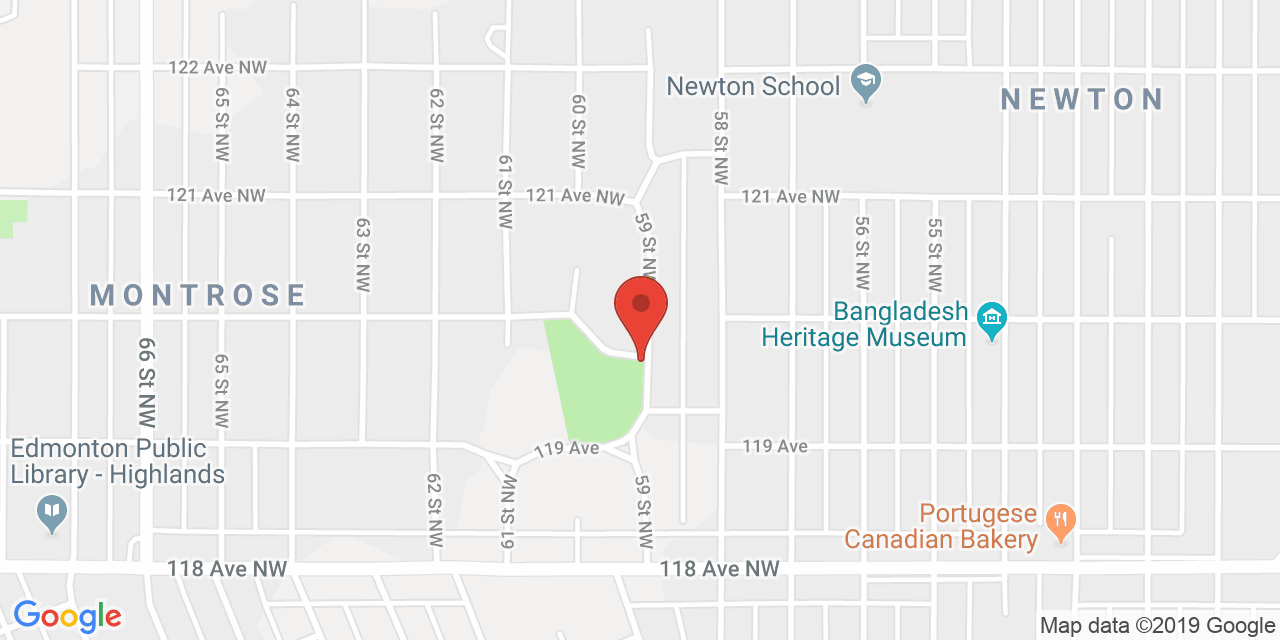 122 Ave NW
Newton School
NEWTON
65 St NW
64 St NW
62 St NW
60 St NW
58 St NW
61 St NW
121 Ave NW
121 Ave NW
121 Ave NW
63 St NW
59 St NW
56 St NW
55 St NW
MONTROSE
Bangladesh
Heritage Museum
66 St NW
65 St NW
Edmonton Public
Library - Highlands
119 Ave
119 Ave
62 St NW
61 St NW
59 St NW
Portugese
Canadian Bakery
118 Ave NW
118 Ave NW
Google
Map data ©2019 Google